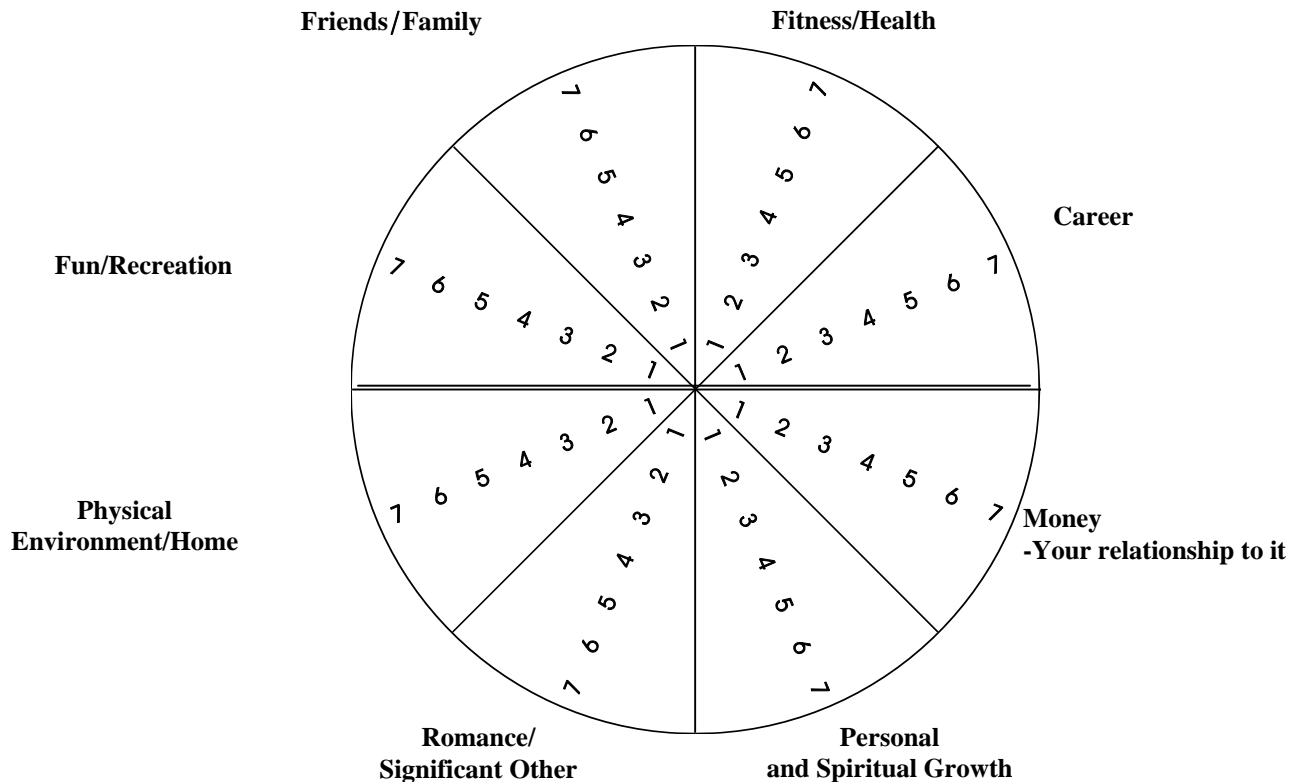 Friends/Family
Fitness/Health
7 6 5 4 3 2 1
7 6 5 4 3 2 1
Career
Fun/Recreation
7 6 5 4 3 2 1
1 2 3 4 5 6 7
7 6 5 4 3 2 1
1 2 3 4 5 6 7
Physical
Environment/Home
Money
-Your relationship to it
1 2 3 4 5 6 7
1 2 3 4 5 6 7
Romance/
Significant Other
Personal
and Spiritual Growth